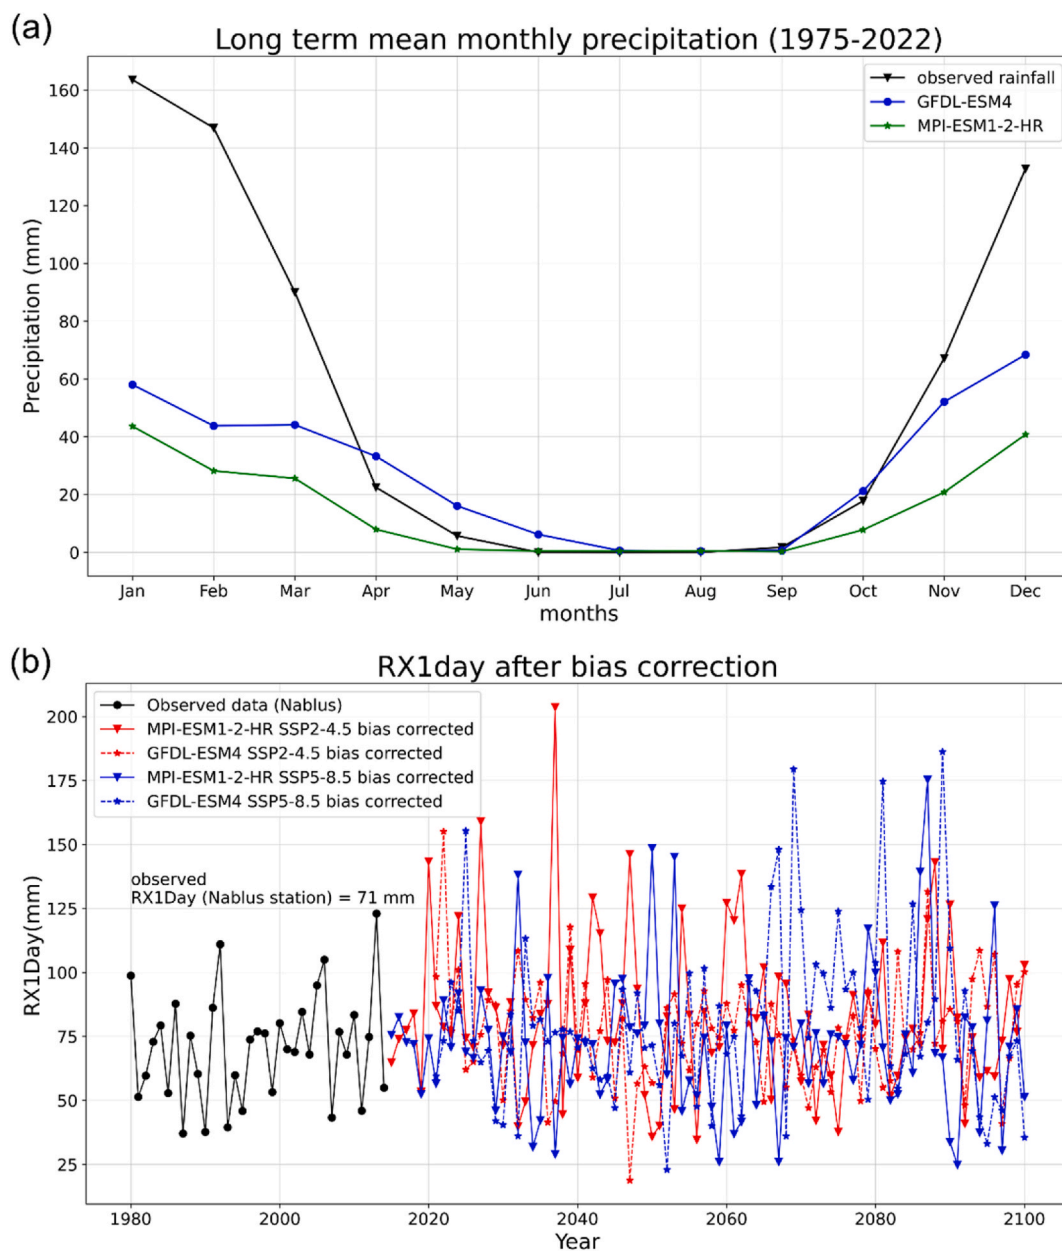 (a)
Long term mean monthly precipitation (1975-2022)
observed rainfall
GFDL-ESM4
MPI-ESM1-2-HR
Precipitation (mm)
160
140
120
100
80
60
40
20
0
Jan Feb Mar Apr May Jun Jul Aug Sep Oct Nov Dec
months
(b)
RX1day after bias correction
Observed data (Nablus)
MPI-ESM1-2-HR SSP2-4.5 bias corrected
GFDL-ESM4 SSP2-4.5 bias corrected
MPI-ESM1-2-HR SSP5-8.5 bias corrected
GFDL-ESM4 SSP5-8.5 bias corrected
observed
RX1Day (Nablus station) = 71 mm
RX1Day(mm)
200
175
150
125
100
75
50
25
1980 2000 2020 2040 2060 2080 2100
Year